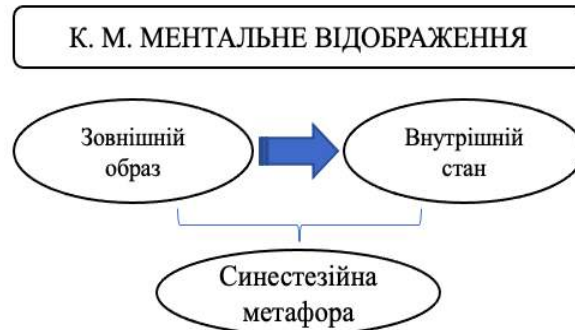 К. М. МЕНТАЛЬНЕ ВІДОБРАЖЕННЯ
Зовнішній
образ
Внутрішній
стан
Синестезійна
метафора